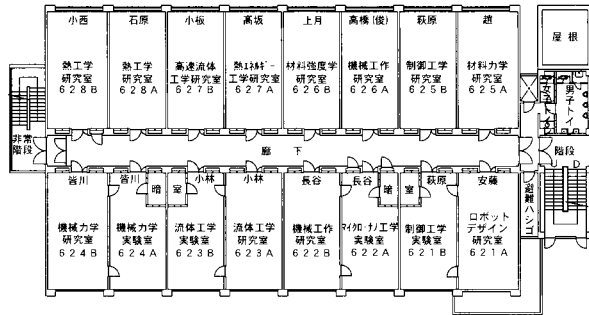 小西
熱工学
研究室
628B
石原
熱工学
研究室
628A
小板
高速流体
工学研究室
627B
高坂
熱エネルギー
工学研究室
627A
上月
材料強度学
研究室
626B
高橋(俊)
機械工作
研究室
626A
萩原
制御工学
研究室
625B
趙
材料力学
研究室
625A
屋根
女子トイレ
男子トイレ
非常
階段
廊下
階段
皆川
機械力学
研究室
624B
皆川
機械力学
実験室
624A
暗室
小林
流体工学
実験室
623B
小林
流体工学
研究室
623A
長谷
機械工作
研究室
622B
長谷
マイクロ・ナノ工学
実験室
622A
暗室
萩原
制御工学
実験室
621B
安藤
ロボット
デザイン
研究室
621A
避難ハシゴ